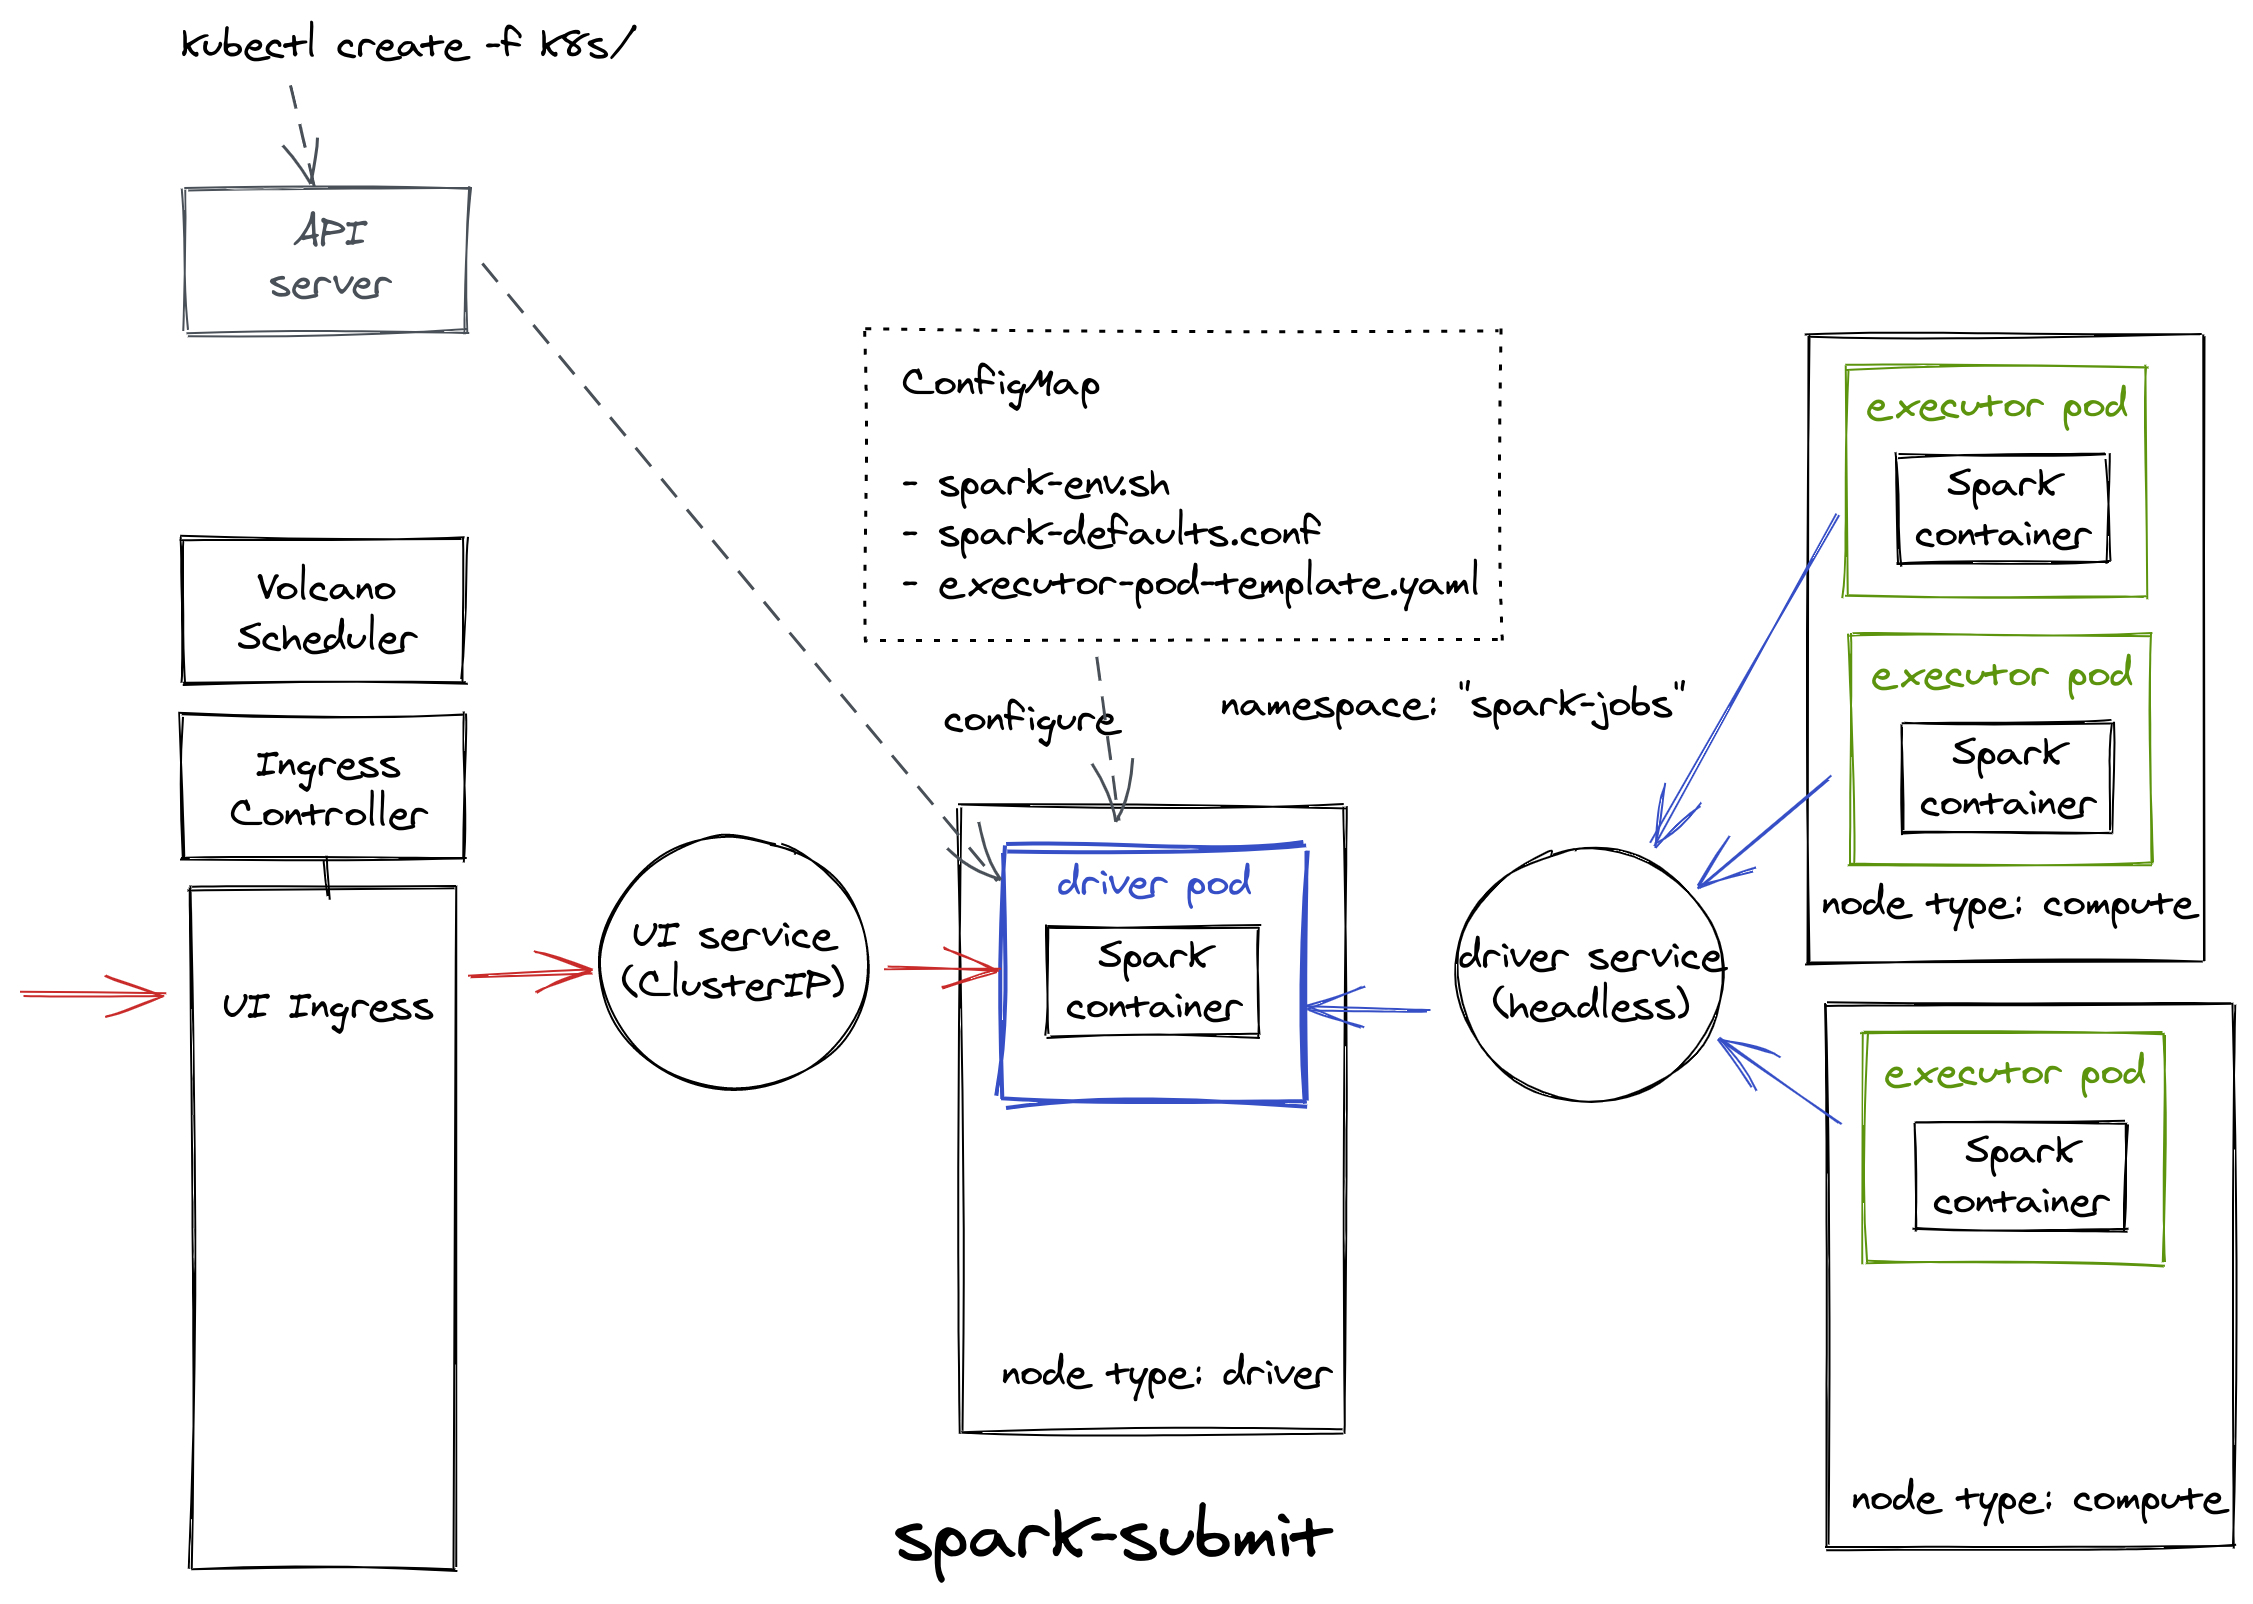 kubectl create -f k8s/
API
server
Volcano
Scheduler
Ingress
Controller
UI Ingress
UI service
(ClusterIP)
ConfigMap
- spark-env.sh
- spark-defaults.conf
- executor-pod-template.yaml
configure
namespace: "spark-jobs"
driver pod
Spark
container
node type: driver
driver service
(headless)
executor pod
Spark
container
executor pod
Spark
container
node type: compute
executor pod
Spark
container
node type: compute
spark-submit